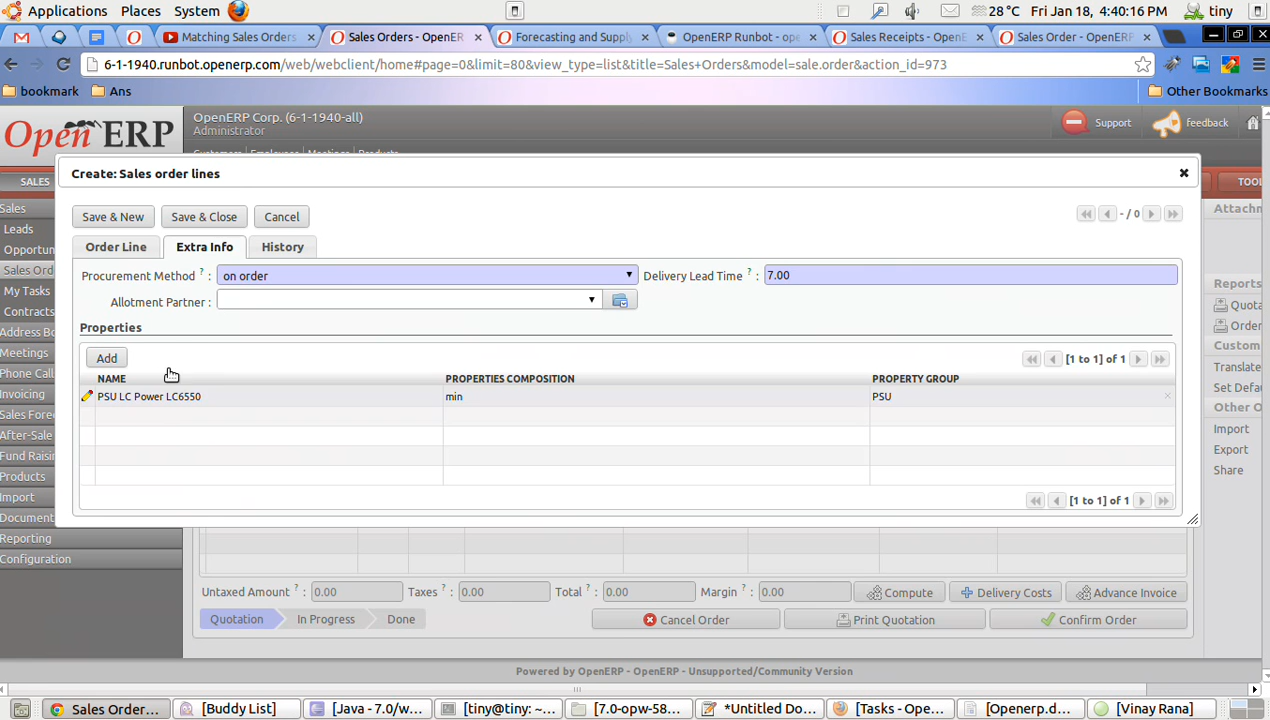 Applications Places System 28 °C Fri Jan 18, 4:40:16 PM tiny
Matching Sales Orders × Sales Orders - OpenER × Forecasting and Supply × OpenERP Runbot - ope × Sales Receipts - OpenE × Sales Order - OpenERP ×
6-1-1940.runbot.openerp.com/web/webclient/home#page=0&limit=80&view_type=list&title=Sales+Orders&model=sale.order&action_id=973
bookmark Ans Other Bookmarks
OpenERP
OpenERP Corp. (6-1-1940-all)
Administrator
Support feedback
Customers Employees Meetings Products
SALES TOOL
Create: Sales order lines
Save & New Save & Close Cancel - / 0
Order Line Extra Info History
Procurement Method ? : on order Delivery Lead Time ? : 7.00
Allotment Partner :
Properties
Add [1 to 1] of 1
NAME PROPERTIES COMPOSITION PROPERTY GROUP
PSU LC Power LC6550 min PSU
[1 to 1] of 1
Sales
Leads
Opportun
Sales Ord
My Tasks
Contracts
Address Bo
Meetings
Phone Call
Invoicing
Sales Fore
After-Sale
Fund Raisin
Products
Import
Document
Reporting
Configuration
Attachm
Reports
Quota
Order
Custom
Translate
Set Defau
Other O
Import
Export
Share
Untaxed Amount ? : 0.00 Taxes ? : 0.00 Total ? : 0.00 Margin ? : 0.00 Compute Delivery Costs Advance Invoice
Quotation In Progress Done Cancel Order Print Quotation Confirm Order
Powered by OpenERP - OpenERP - Unsupported/Community Version
Sales Order... [Buddy List] [Java - 7.0/w... [tiny@tiny: ~... [7.0-opw-58... *Untitled Do... [Tasks - Ope... [Openerp.d... [Vinay Rana]